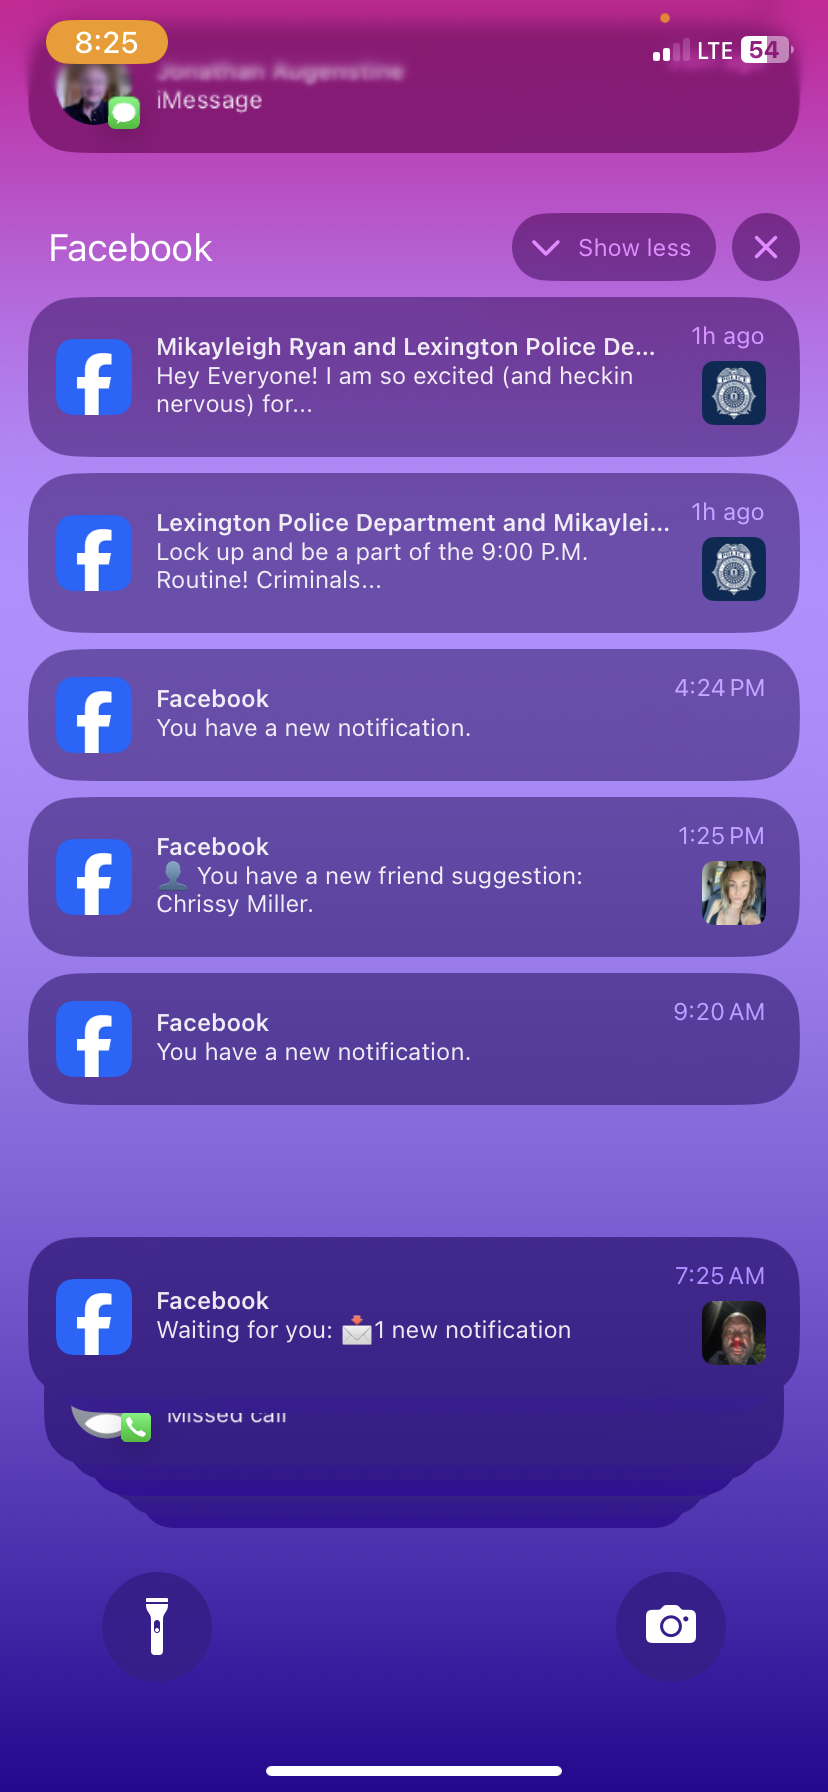 8:25
LTE 54
Jonathan Augenstine
iMessage
Facebook
Show less
Mikayleigh Ryan and Lexington Police De...
1h ago
Hey Everyone! I am so excited (and heckin
nervous) for...
POLICE
Lexington Police Department and Mikaylei...
1h ago
Lock up and be a part of the 9:00 P.M.
Routine! Criminals...
POLICE
Facebook
4:24 PM
You have a new notification.
Facebook
1:25 PM
You have a new friend suggestion:
Chrissy Miller.
Facebook
9:20 AM
You have a new notification.
Facebook
7:25 AM
Waiting for you: 📩1 new notification
Missed call